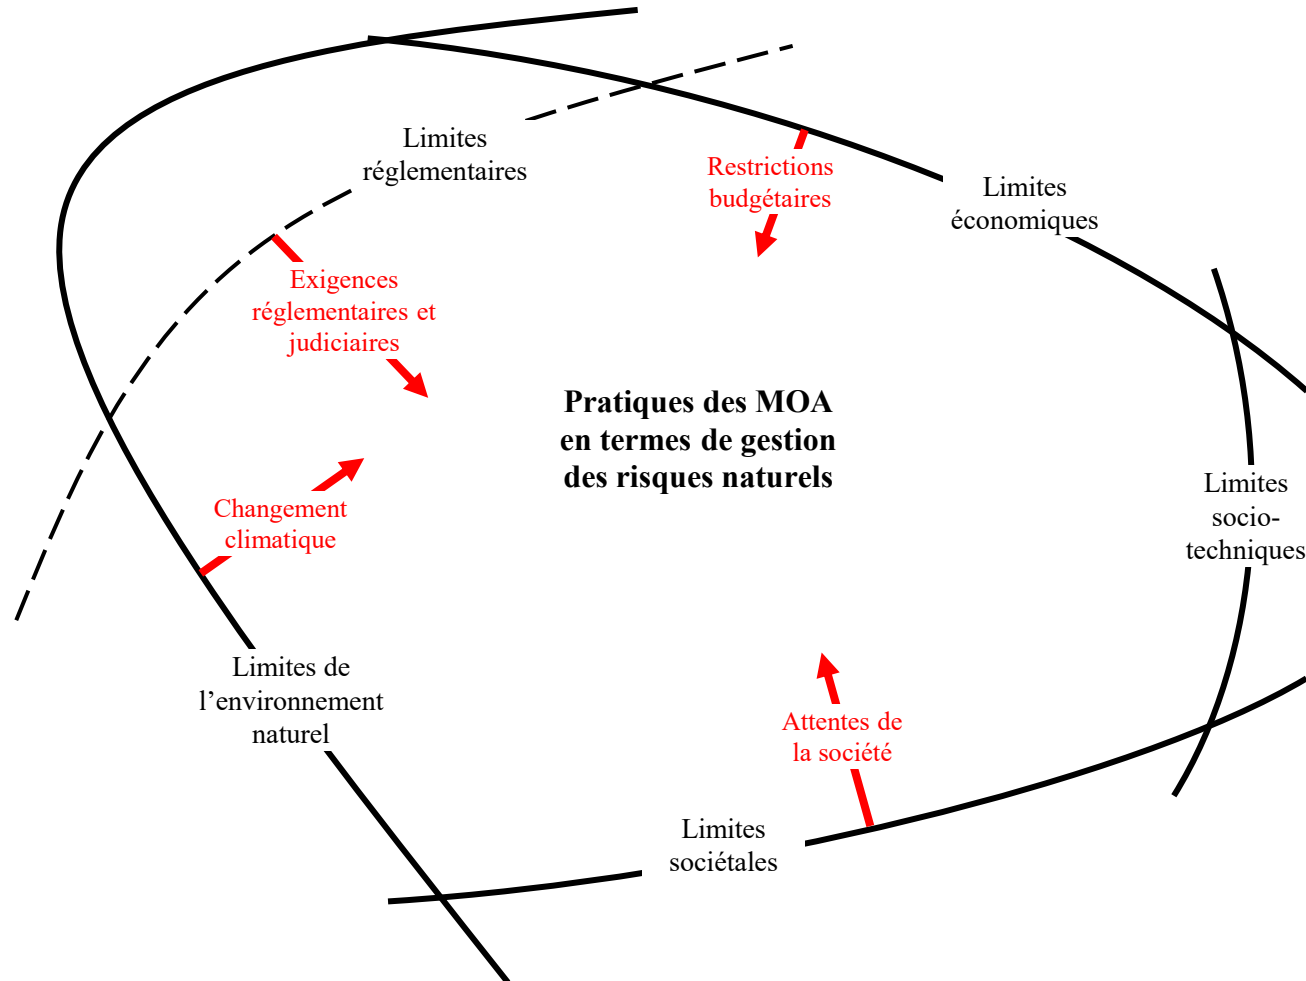 Limites
réglementaires
Restrictions
budgétaires
Limites
économiques
Exigences
réglementaires et
judiciaires
Pratiques des MOA
en termes de gestion
des risques naturels
Limites
socio-
techniques
Changement
climatique
Limites de
l’environnement
naturel
Attentes de
la société
Limites
sociétales